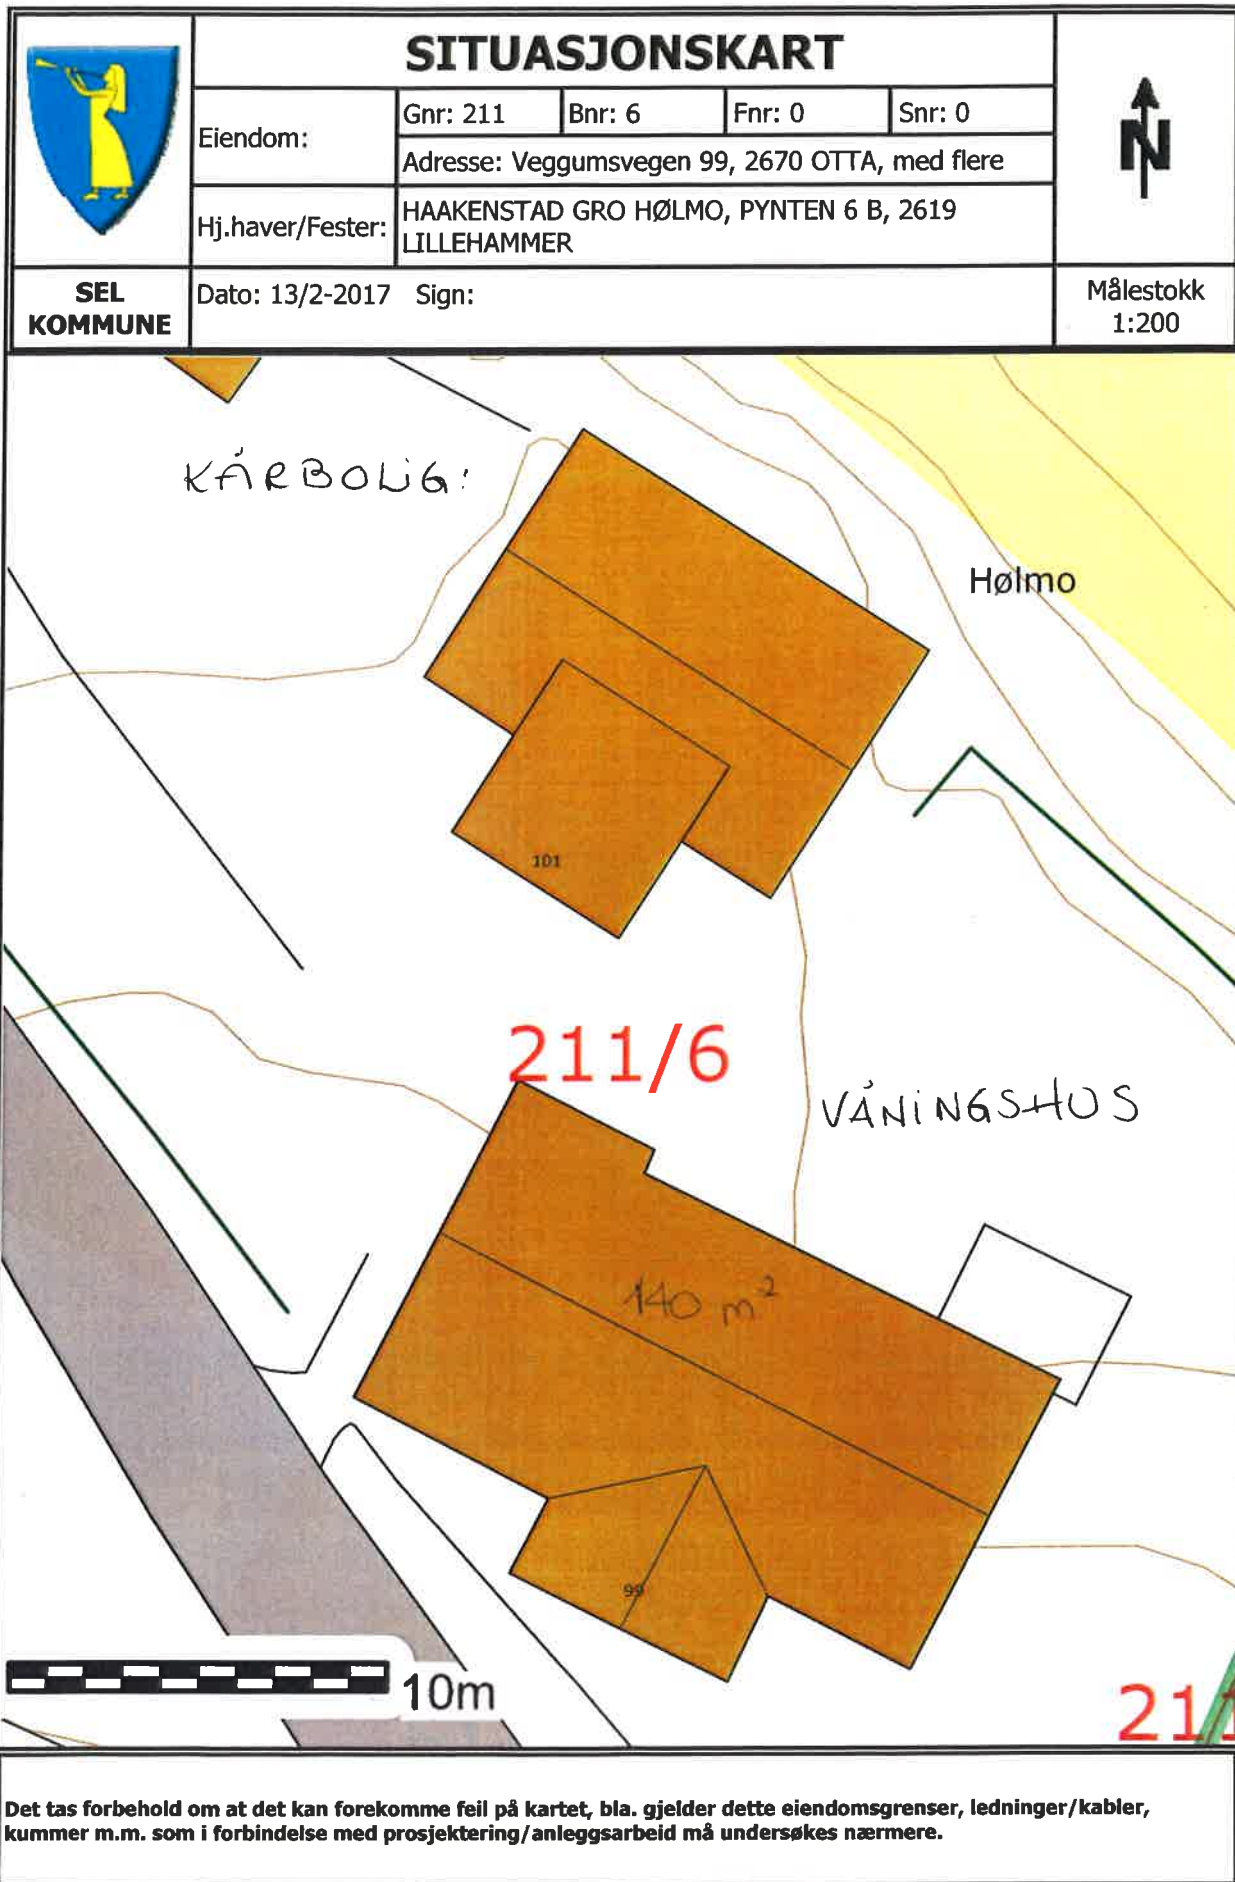 SITUASJONSKART
Eiendom:
Gnr: 211
Bnr: 6
Fnr: 0
Snr: 0
Adresse: Veggumsvegen 99, 2670 OTTA, med flere
Hj.haver/Fester:
HAAKENSTAD GRO HØLMO, PYNTEN 6 B, 2619
LILLEHAMMER
N
SEL
KOMMUNE
Dato: 13/2-2017 Sign:
Målestokk
1:200
KÅRBOLIG:
Hølmo
101
211/6
VÅNINGSHUS
140 m²
99
10m
211
Det tas forbehold om at det kan forekomme feil på kartet, bla. gjelder dette eiendomsgrenser, ledninger/kabler,
kummer m.m. som i forbindelse med prosjektering/anleggsarbeid må undersøkes nærmere.